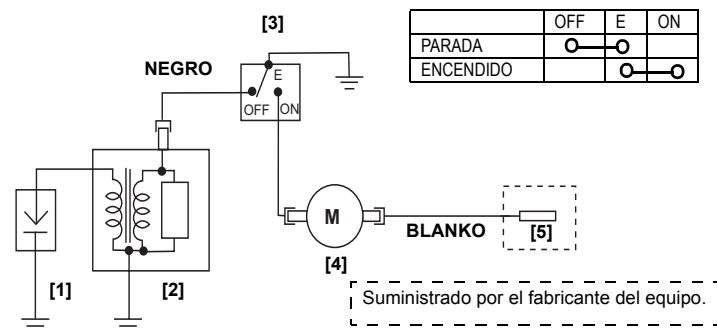 [3]
OFF E ON
PARADA
ENCENDIDO
NEGRO
E
OFF ON
M
BLANKO
[5]
[4]
[1]
[2]
Suministrado por el fabricante del equipo.